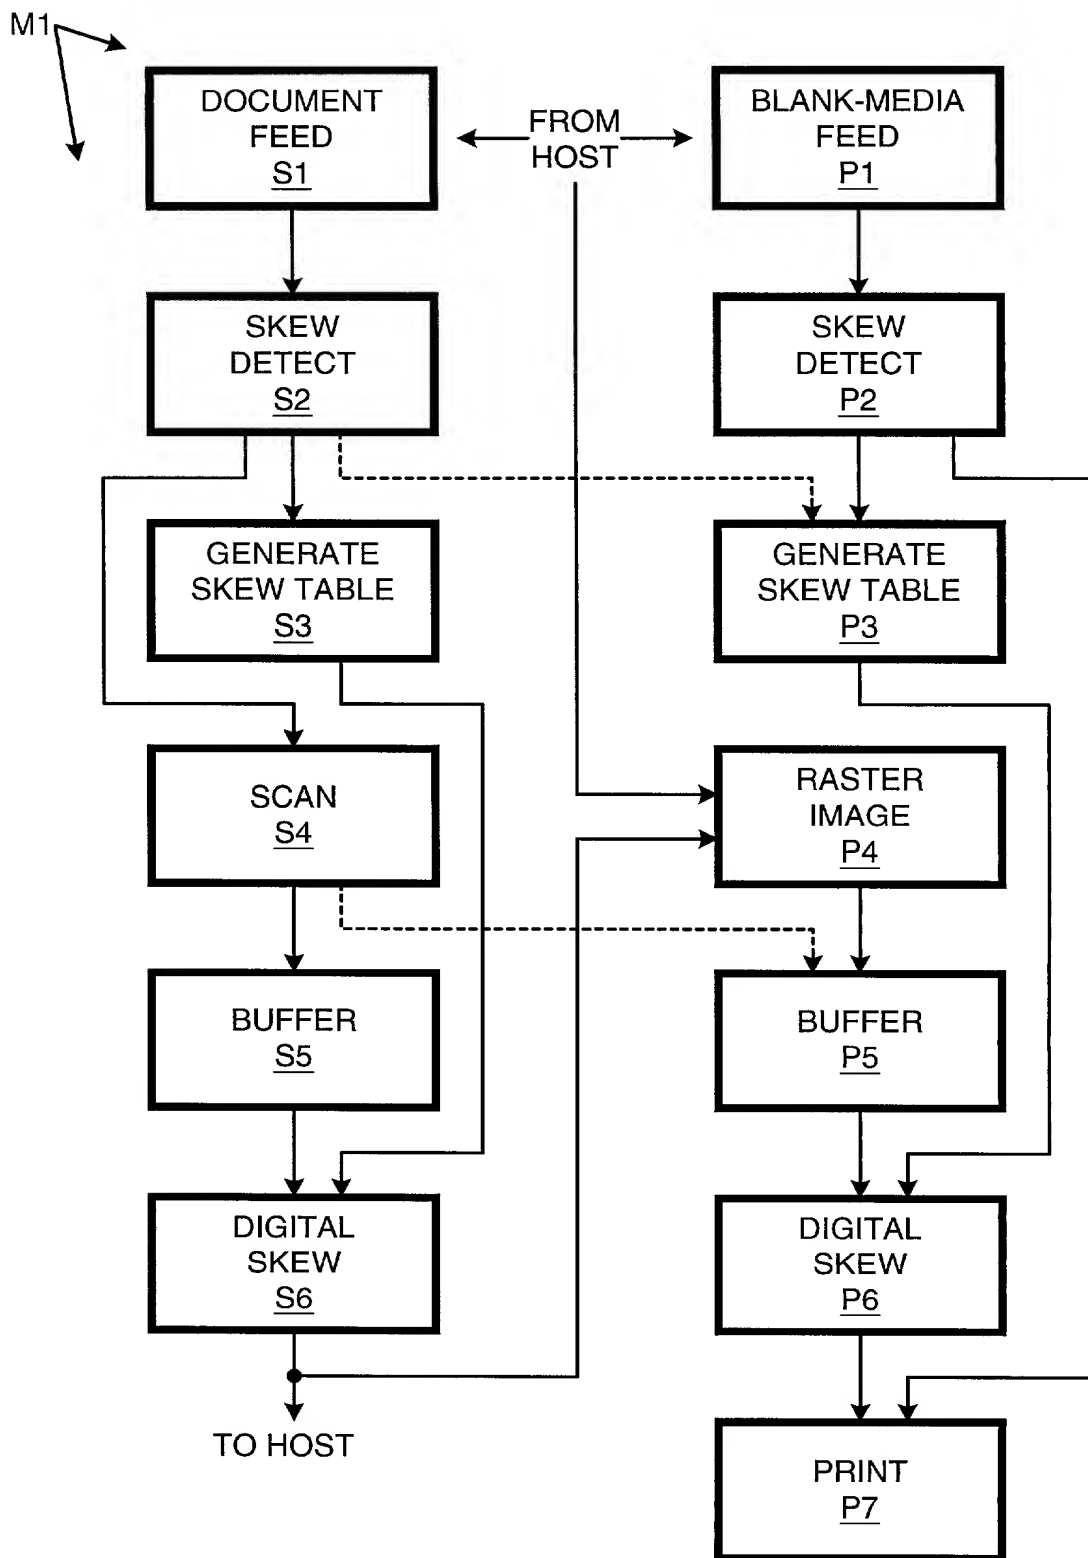 M1
DOCUMENT
FEED
S1
FROM
HOST
BLANK-MEDIA
FEED
P1
SKEW
DETECT
S2
SKEW
DETECT
P2
GENERATE
SKEW TABLE
S3
GENERATE
SKEW TABLE
P3
SCAN
S4
RASTER
IMAGE
P4
BUFFER
S5
BUFFER
P5
DIGITAL
SKEW
S6
DIGITAL
SKEW
P6
TO HOST
PRINT
P7